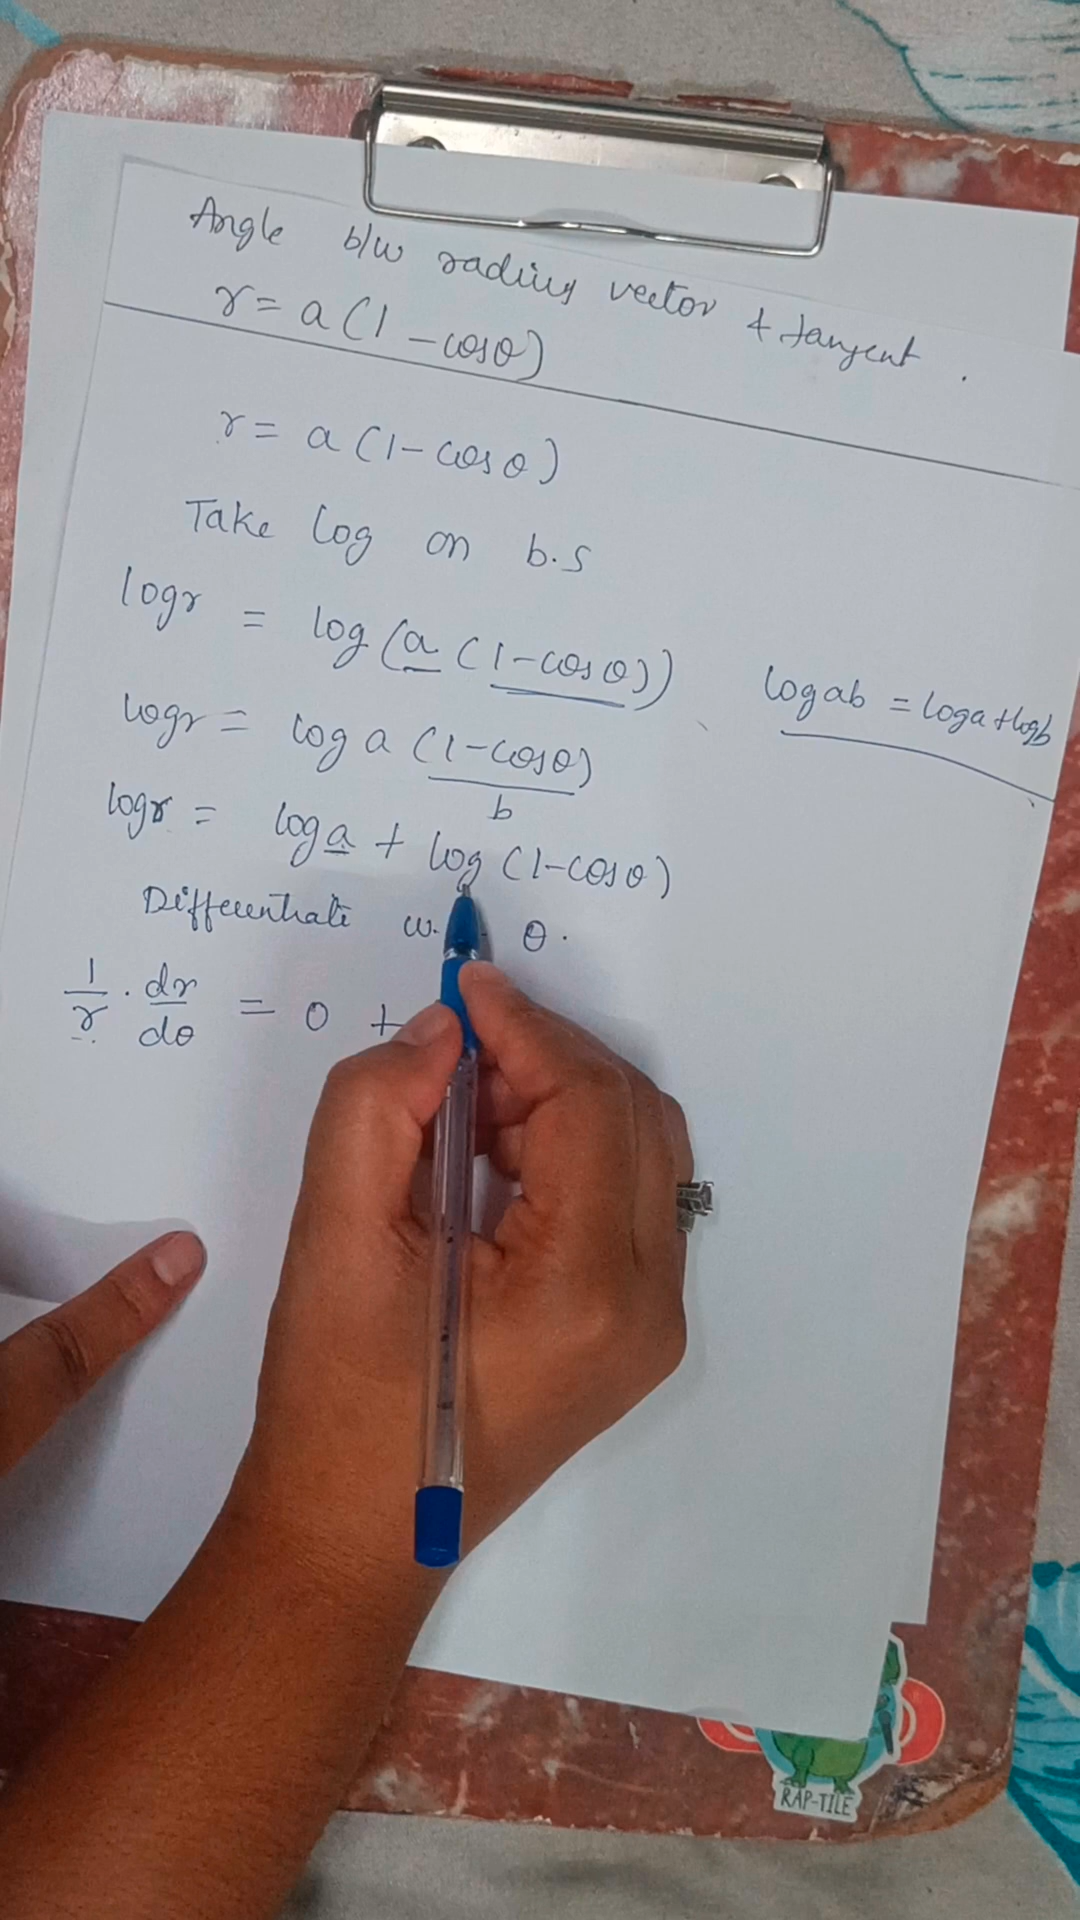 Angle b/w radius vector & tangent.
r = a(1 - cosθ)
r = a(1 - cosθ)
Take log on b.s
logr = log(a(1-cosθ))
logab = loga+logb
logr = log a (1-cosθ)
b
logr = log a + log (1-cosθ)
Differentiate θ.
1/r . dr/dθ = 0 +
RAP-TILE